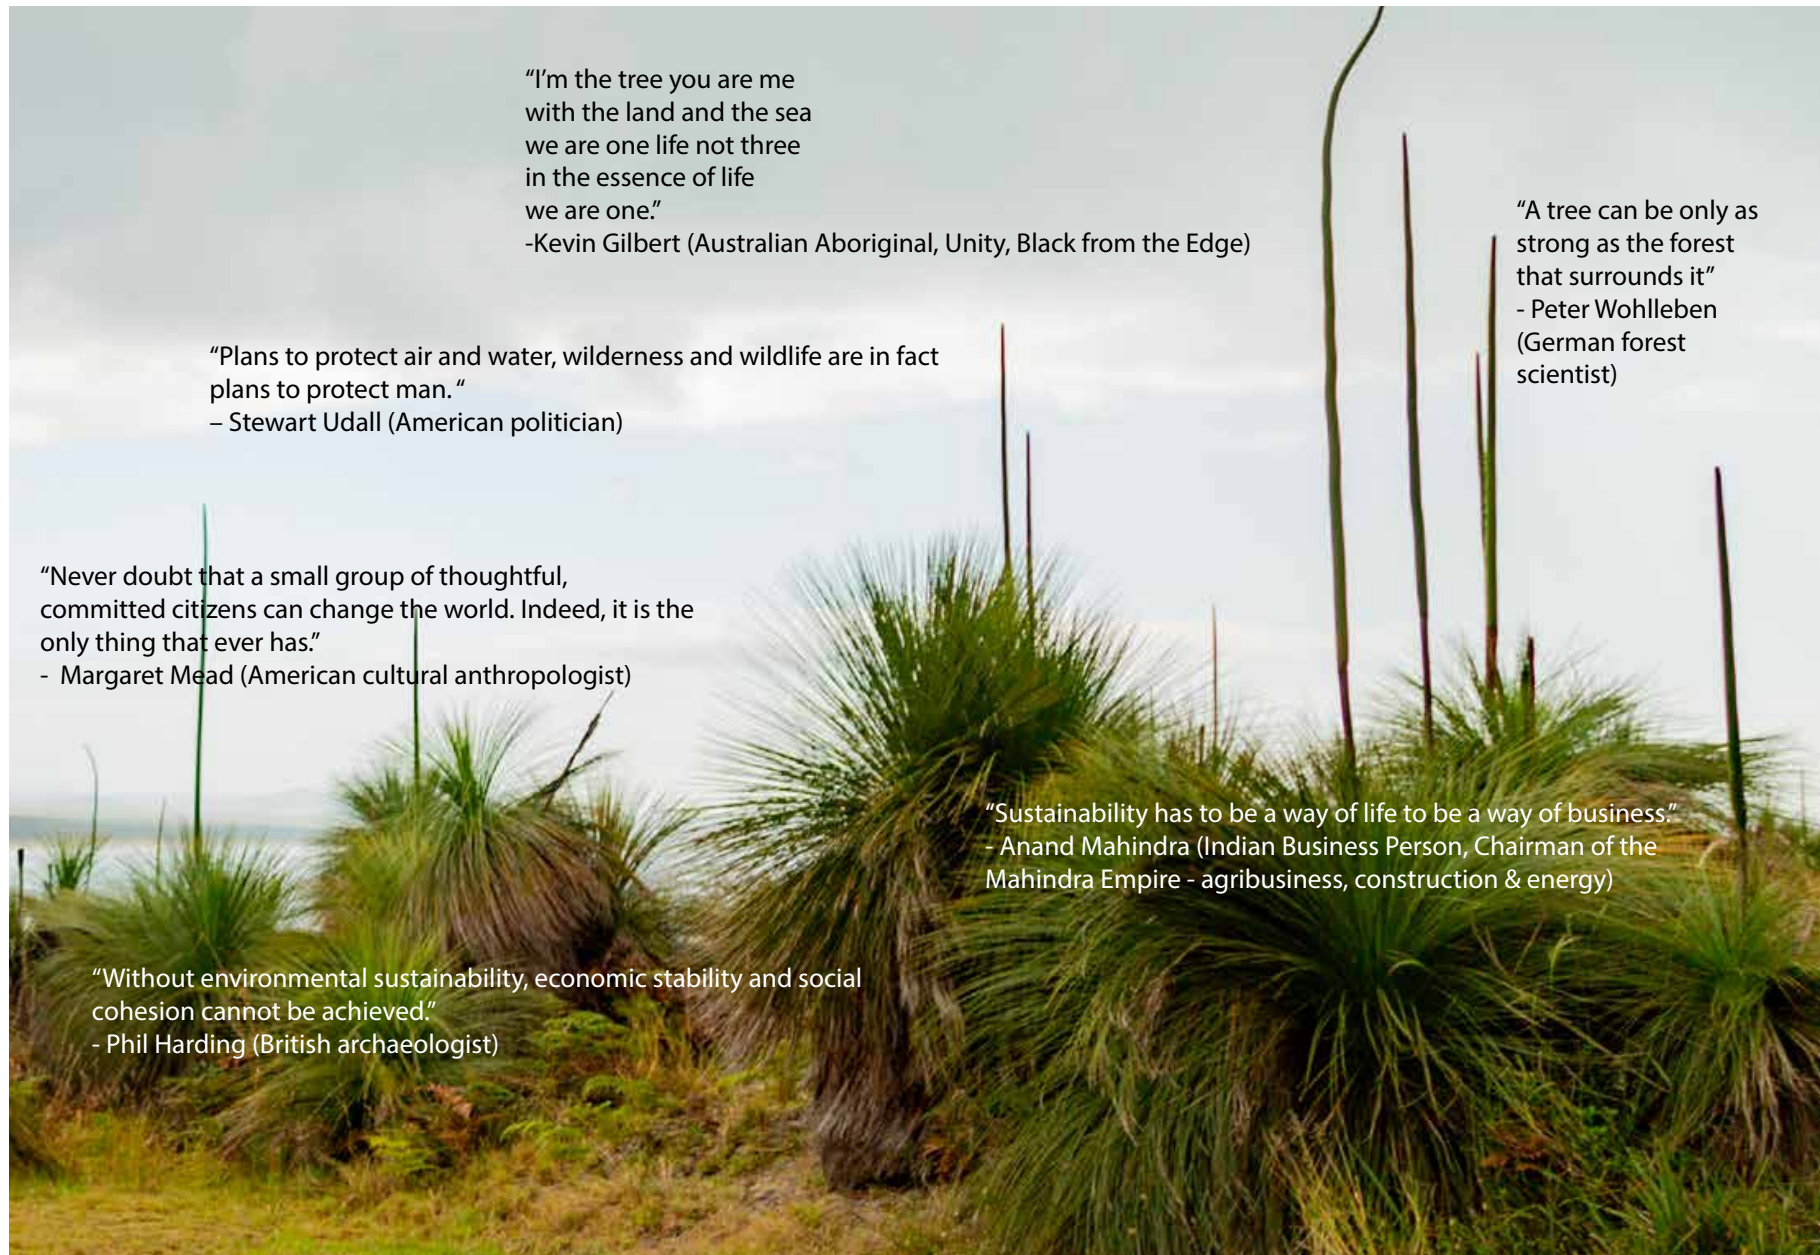 “I’m the tree you are me
with the land and the sea
we are one life not three
in the essence of life
we are one.”
-Kevin Gilbert (Australian Aboriginal, Unity, Black from the Edge)
“A tree can be only as
strong as the forest
that surrounds it”
- Peter Wohlleben
(German forest
scientist)
“Plans to protect air and water, wilderness and wildlife are in fact
plans to protect man. “
– Stewart Udall (American politician)
“Never doubt that a small group of thoughtful,
committed citizens can change the world. Indeed, it is the
only thing that ever has.”
- Margaret Mead (American cultural anthropologist)
“Sustainability has to be a way of life to be a way of business.”
- Anand Mahindra (Indian Business Person, Chairman of the
Mahindra Empire - agribusiness, construction & energy)
“Without environmental sustainability, economic stability and social
cohesion cannot be achieved.”
- Phil Harding (British archaeologist)